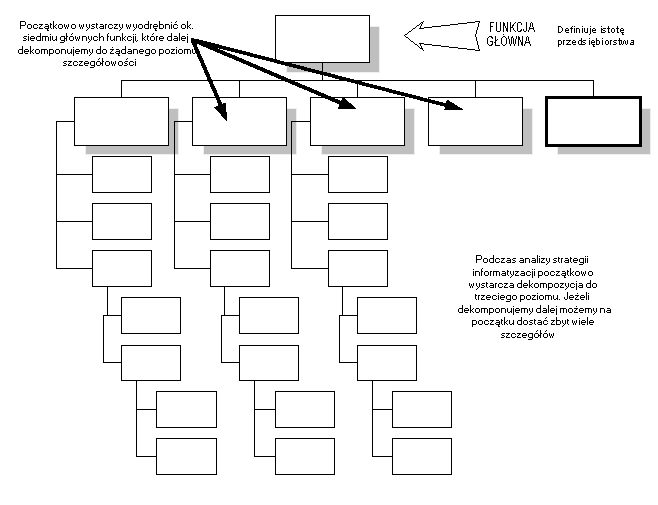 Początkowo wystarczy wyodrębnić ok.
siedmiu głównych funkcji, które dalej
dekomponujemy do żądanego poziomu
szczegółowości
FUNKCJA
GŁÓWNA
Definiuje istotę
przedsiębiorstwa
Podczas analizy strategii
informatyzacji początkowo
wystarcza dekompozycja do
trzeciego poziomu. Jeżeli
dekomponujemy dalej możemy na
początku dostać zbyt wiele
szczegółów